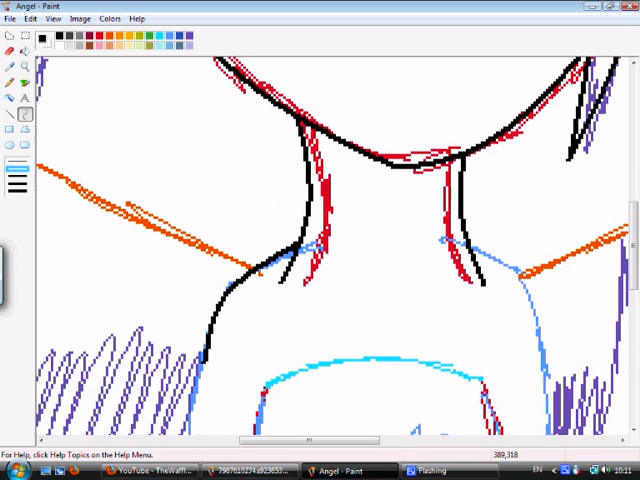 Angel - Paint
File Edit View Image Colors Help
For Help, click Help Topics on the Help Menu.
389,318
YouTube - TheWaffl...
7987610274a923653...
Angel - Paint
Flashing
EN
10:11